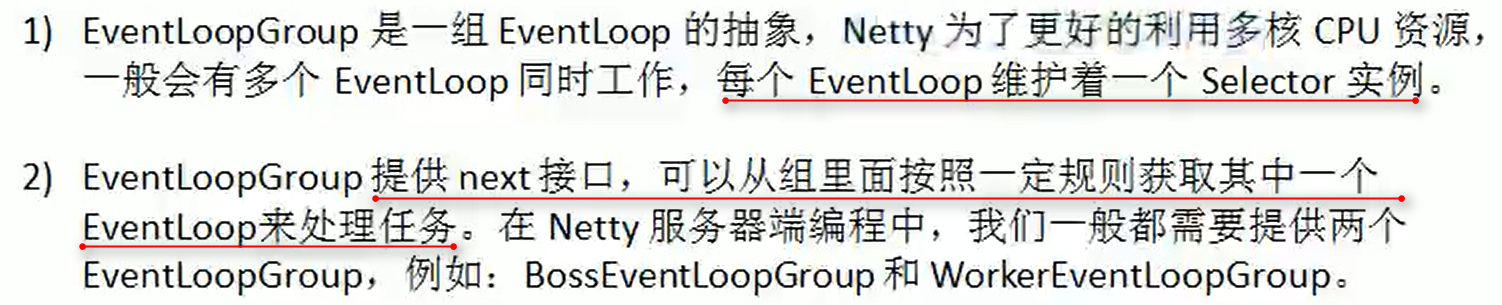 1) EventLoopGroup 是一组 EventLoop 的抽象，Netty 为了更好的利用多核 CPU 资源，
一般会有多个 EventLoop 同时工作，每个 EventLoop 维护着一个 Selector 实例。
2) EventLoopGroup 提供 next 接口，可以从组里面按照一定规则获取其中一个
EventLoop来处理任务。在 Netty 服务器端编程中，我们一般都需要提供两个
EventLoopGroup，例如：BossEventLoopGroup 和 WorkerEventLoopGroup。